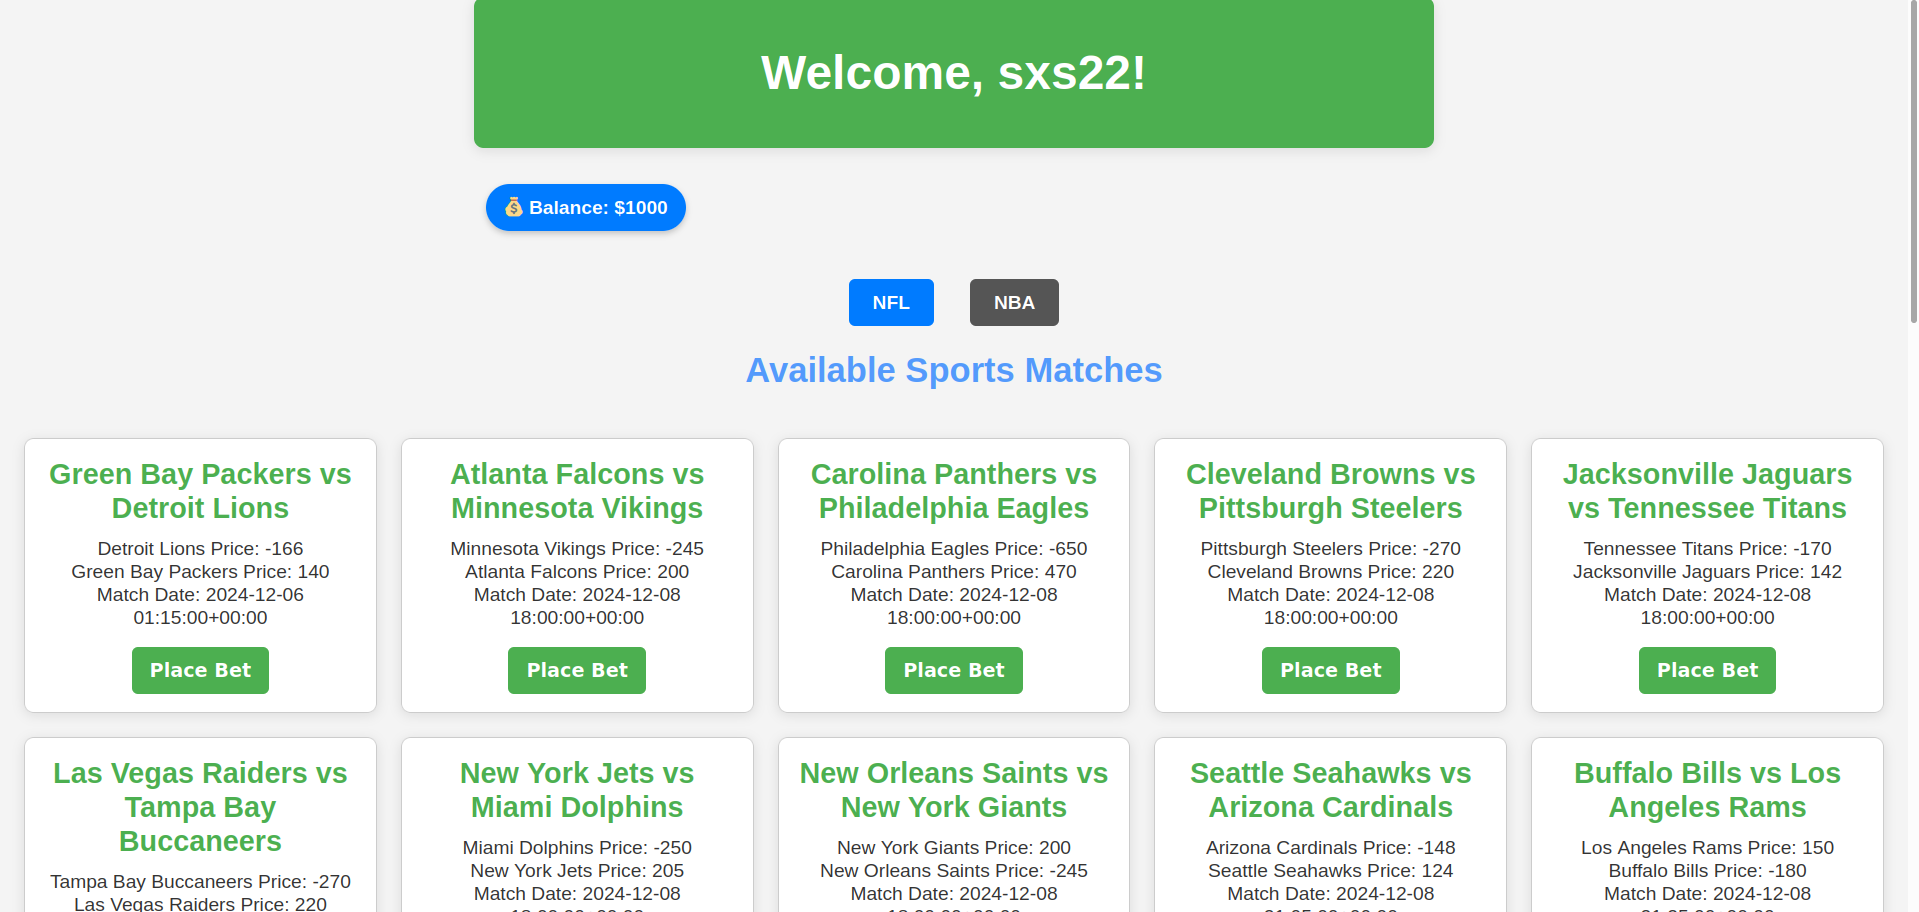 Welcome, sxs22!
💰 Balance: $1000
NFL
NBA
Available Sports Matches
Green Bay Packers vs
Detroit Lions
Detroit Lions Price: -166
Green Bay Packers Price: 140
Match Date: 2024-12-06
01:15:00+00:00
Place Bet
Atlanta Falcons vs
Minnesota Vikings
Minnesota Vikings Price: -245
Atlanta Falcons Price: 200
Match Date: 2024-12-08
18:00:00+00:00
Place Bet
Carolina Panthers vs
Philadelphia Eagles
Philadelphia Eagles Price: -650
Carolina Panthers Price: 470
Match Date: 2024-12-08
18:00:00+00:00
Place Bet
Cleveland Browns vs
Pittsburgh Steelers
Pittsburgh Steelers Price: -270
Cleveland Browns Price: 220
Match Date: 2024-12-08
18:00:00+00:00
Place Bet
Jacksonville Jaguars
vs Tennessee Titans
Tennessee Titans Price: -170
Jacksonville Jaguars Price: 142
Match Date: 2024-12-08
18:00:00+00:00
Place Bet
Las Vegas Raiders vs
Tampa Bay
Buccaneers
Tampa Bay Buccaneers Price: -270
Las Vegas Raiders Price: 220
New York Jets vs
Miami Dolphins
Miami Dolphins Price: -250
New York Jets Price: 205
Match Date: 2024-12-08
New Orleans Saints vs
New York Giants
New York Giants Price: 200
New Orleans Saints Price: -245
Match Date: 2024-12-08
Seattle Seahawks vs
Arizona Cardinals
Arizona Cardinals Price: -148
Seattle Seahawks Price: 124
Match Date: 2024-12-08
Buffalo Bills vs Los
Angeles Rams
Los Angeles Rams Price: 150
Buffalo Bills Price: -180
Match Date: 2024-12-08